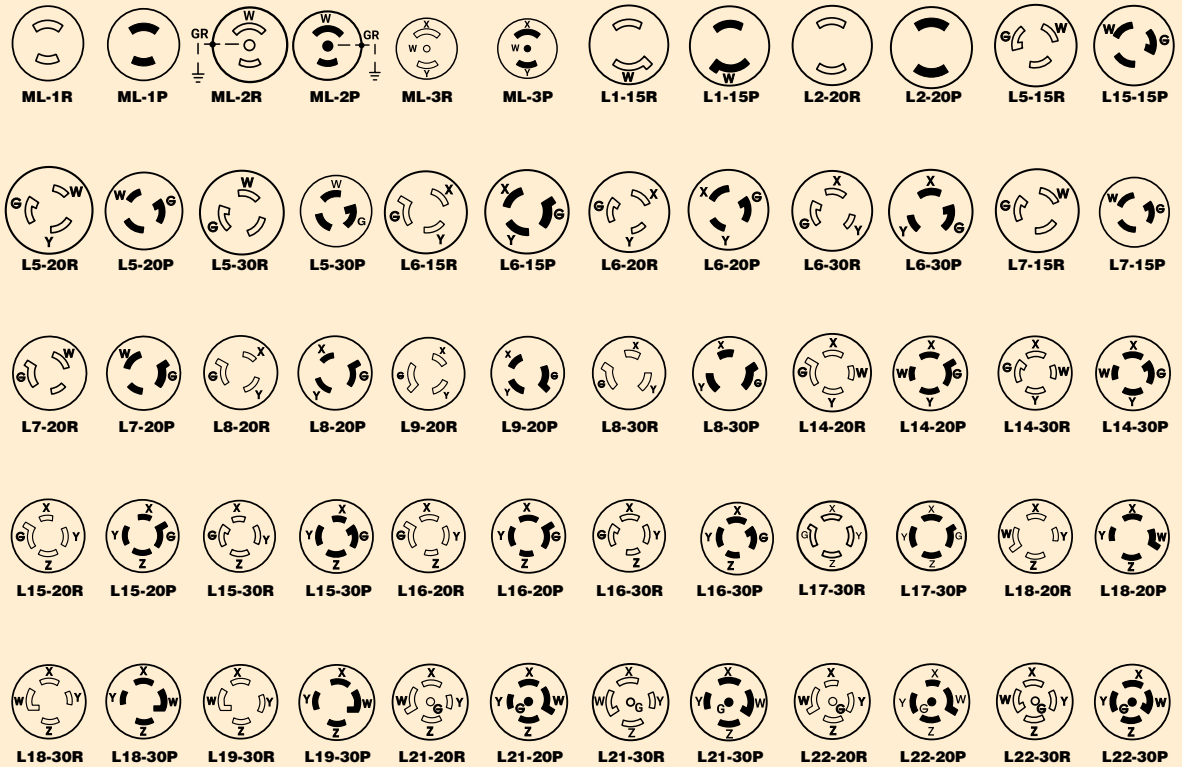 W W X X
GR GR W W W W W G W G
Y Y
ML-1R ML-1P ML-2R ML-2P ML-3R ML-3P L1-15R L1-15P L2-20R L2-20P L5-15R L15-15P
G W Y W G W G W G G X Y X G Y G X Y X G Y X G Y X Y G G W W G
L5-20R L5-20P L5-30R L5-30P L6-15R L6-15P L6-20R L6-20P L6-30R L6-30P L7-15R L7-15P
G W W G G X Y X G Y G X Y X G Y X G Y X G Y X G W Y X W G Y X G W Y X W G Y
L7-20R L7-20P L8-20R L8-20P L9-20R L9-20P L8-30R L8-30P L14-20R L14-20P L14-30R L14-30P
X G Y Z X Y G Z X G Y Z X Y G Z X G Y Z X Y G Z X G Y Z X Y G Z X G Y Z X Y G Z X W Y Z X Y W Z
L15-20R L15-20P L15-30R L15-30P L16-20R L16-20P L16-30R L16-30P L17-30R L17-30P L18-20R L18-20P
X W Y Z X Y W Z X W Y Z X Y W Z X W G Y Z X Y G W Z X W G Y Z X Y G W Z X W G Y Z X Y G W Z X W G Y Z X Y G W Z
L18-30R L18-30P L19-30R L19-30P L21-20R L21-20P L21-30R L21-30P L22-20R L22-20P L22-30R L22-30P